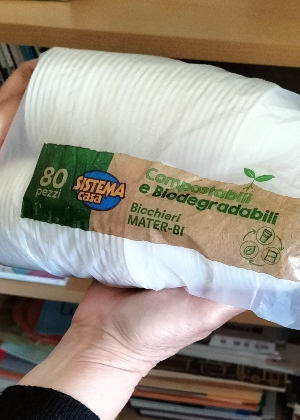 80
pezzi
SISTEMA
casa
Compostabili
e Biodegradabili
Bicchieri
MATER-BI